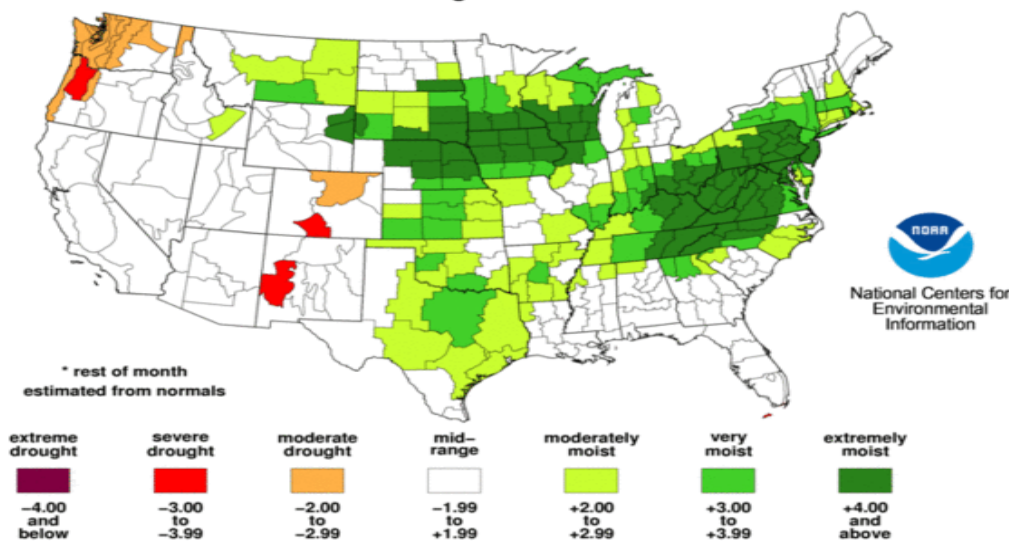 NOAA
National Centers for
Environmental
Information
* rest of month
estimated from normals
extreme
drought
severe
drought
moderate
drought
mid-
range
moderately
moist
very
moist
extremely
moist
-4.00
and
below
-3.00
to
-3.99
-2.00
to
-2.99
-1.99
to
+1.99
+2.00
to
+2.99
+3.00
to
+3.99
+4.00
and
above